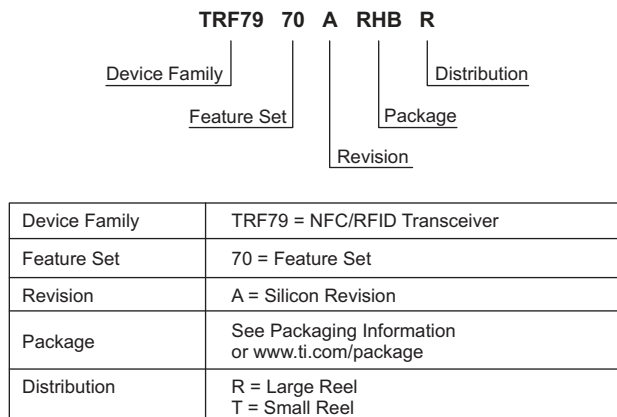 TRF79 70 A RHB R
Device Family
Distribution
Feature Set
Package
Revision
Device Family TRF79 = NFC/RFID Transceiver
Feature Set 70 = Feature Set
Revision A = Silicon Revision
Package See Packaging Information
or www.ti.com/package
Distribution R = Large Reel
T = Small Reel